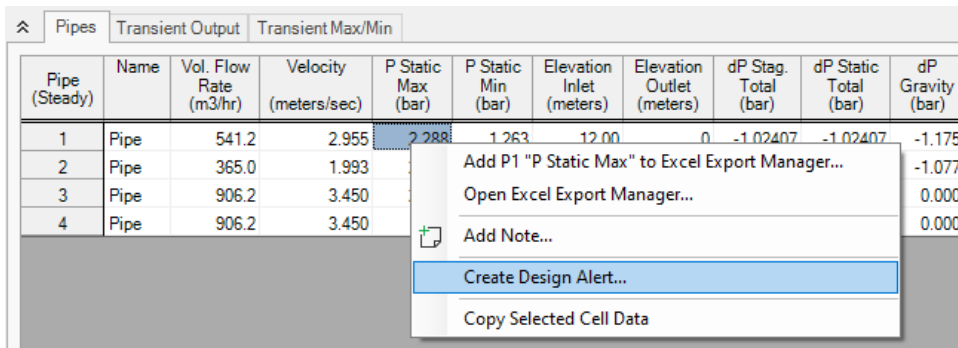 Pipes Transient Output Transient Max/Min
Pipe (Steady) Name Vol. Flow Rate (m3/hr) Velocity (meters/sec) P Static Max (bar) P Static Min (bar) Elevation Inlet (meters) Elevation Outlet (meters) dP Stag. Total (bar) dP Static Total (bar) dP Gravity (bar)
1 Pipe 541.2 2.955 2.288 1.263 12.00 0 -1.02407 -1.02407 -1.175
2 Pipe 365.0 1.993 -1.077
3 Pipe 906.2 3.450 0.000
4 Pipe 906.2 3.450 0.000
Add P1 "P Static Max" to Excel Export Manager...
Open Excel Export Manager...
Add Note...
Create Design Alert...
Copy Selected Cell Data